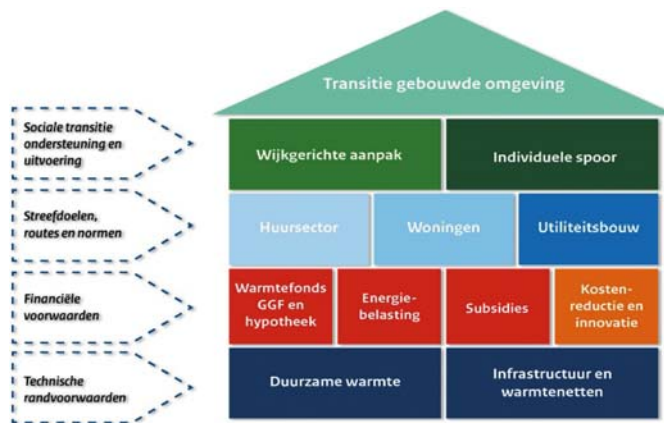 Transitie gebouwde omgeving
Sociale transitie
ondersteuning en
uitvoering
Wijkgerichte aanpak
Individuele spoor
Streefdoelen,
routes en normen
Huursector
Woningen
Utiliteitsbouw
Financiële
voorwaarden
Warmtefonds
GGF en
hypotheek
Energie-
belasting
Subsidies
Kosten-
reductie en
innovatie
Technische
randvoorwaarden
Duurzame warmte
Infrastructuur en
warmtenetten